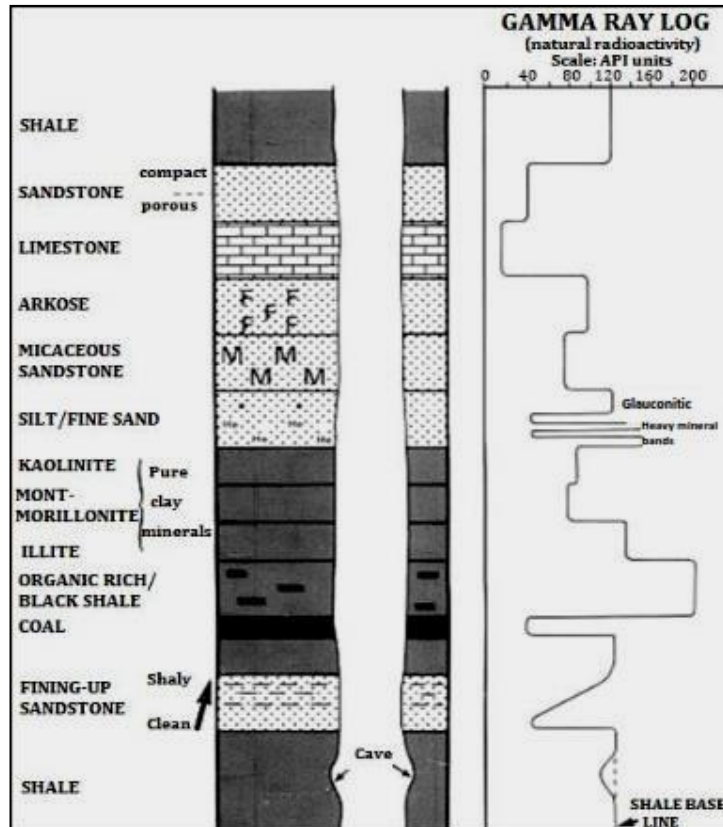 GAMMA RAY LOG
(natural radioactivity)
Scale: API units
0 40 80 120 200
SHALE
compact
SANDSTONE
porous
LIMESTONE
ARKOSE
F F
F
F F
MICACEOUS
SANDSTONE
M M
M M
Glauconitic
SILT/FINE SAND
Heavy mineral
bands
KAOLINITE
Pure
MONT-
MORILLONITE
clay
minerals
ILLITE
ORGANIC RICH/
BLACK SHALE
COAL
Shaly
FINING-UP
SANDSTONE
Clean
Cave
SHALE
SHALE BASE
LINE